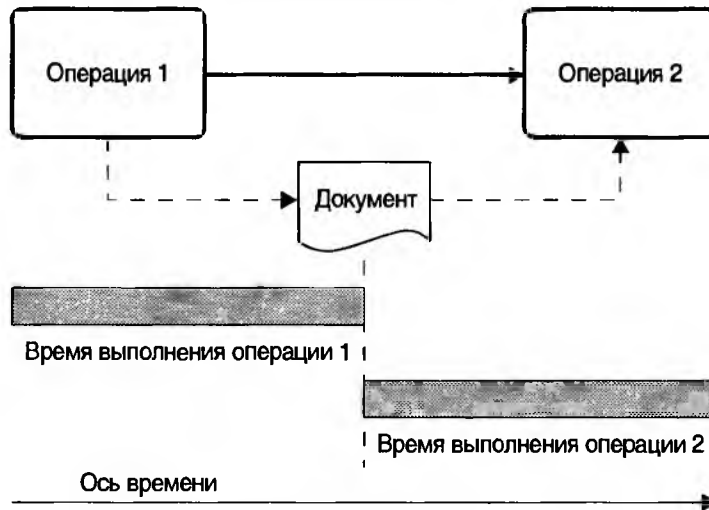 Операция 1
Операция 2
Документ
Время выполнения операции 1
Время выполнения операции 2
Ось времени